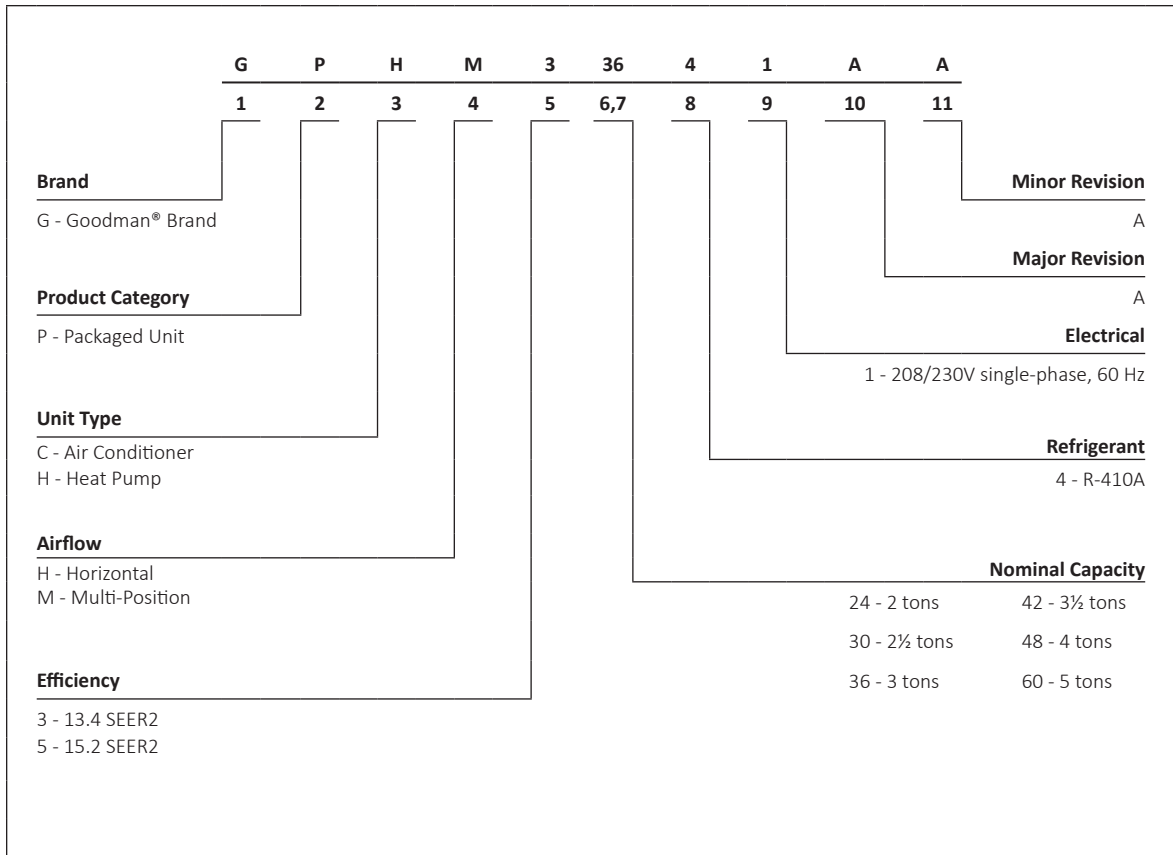 G P H M 3 36 4 1 A A
1 2 3 4 5 6,7 8 9 10 11
Brand
G - Goodman® Brand
Product Category
P - Packaged Unit
Unit Type
C - Air Conditioner
H - Heat Pump
Airflow
H - Horizontal
M - Multi-Position
Efficiency
3 - 13.4 SEER2
5 - 15.2 SEER2
Minor Revision
A
Major Revision
A
Electrical
1 - 208/230V single-phase, 60 Hz
Refrigerant
4 - R-410A
Nominal Capacity
24 - 2 tons 42 - 3½ tons
30 - 2½ tons 48 - 4 tons
36 - 3 tons 60 - 5 tons